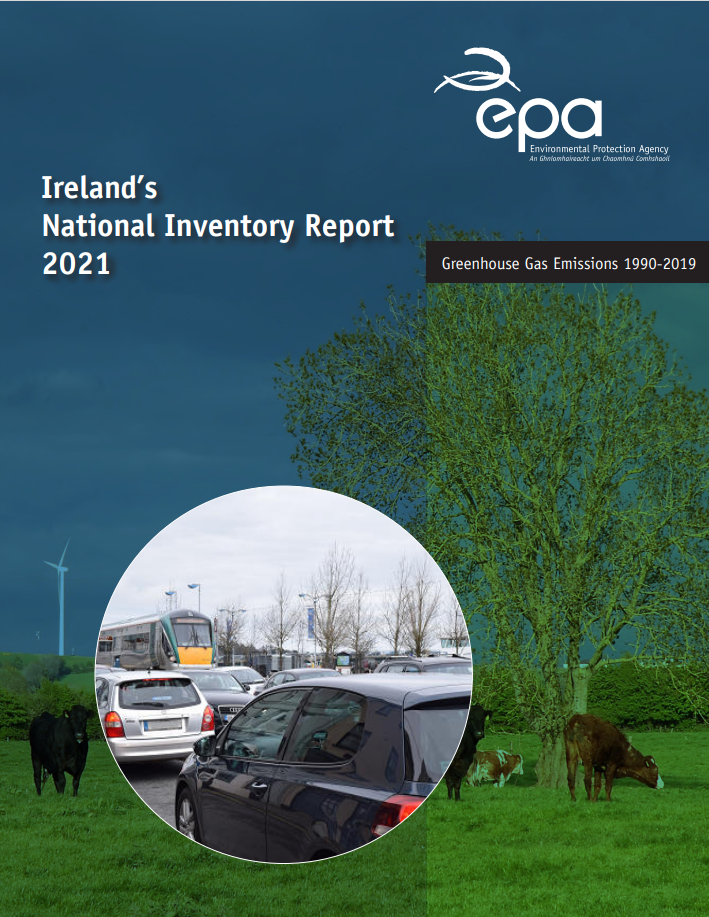 epa
Environmental Protection Agency
An Ghníomhaireacht um Chaomhnú Comhshaoil
Ireland's
National Inventory Report
2021
Greenhouse Gas Emissions 1990-2019